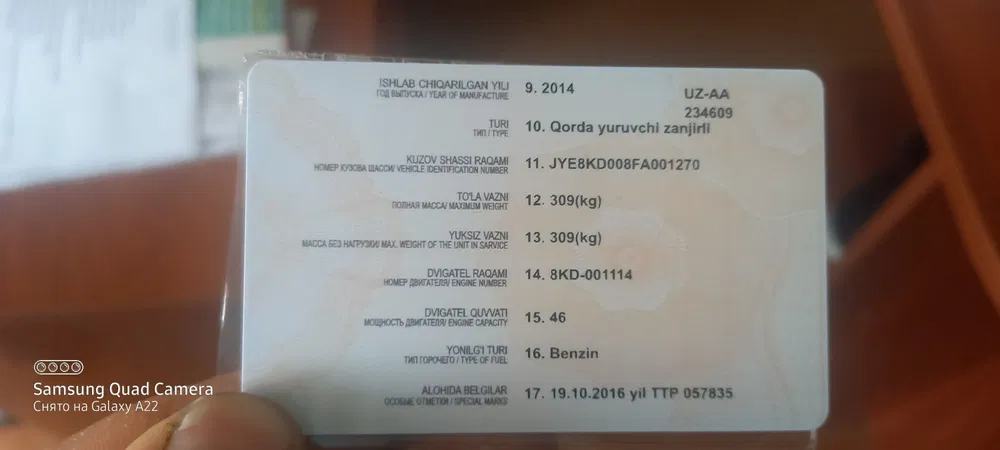 ISHLAB CHIQARILGAN YILI 9. 2014
ГОД ВЫПУСКА / YEAR OF MANUFACTURE
UZ-AA
234609
TURI 10. Qorda yuruvchi zanjirli
ТИП / TYPE
KUZOV SHASSI RAQAMI 11. JYE8KD008FA001270
НОМЕР КУЗОВА ШАССИ/ VEHICLE IDENTIFICATION NUMBER
TO'LA VAZNI 12. 309(kg)
ПОЛНАЯ МАССА/ MAXIMUM WEIGHT
YUKSIZ VAZNI 13. 309(kg)
МАССА БЕЗ НАГРУЗКИ/ MAX. WEIGHT OF THE UNIT IN SARVICE
DVIGATEL RAQAMI 14. 8KD-001114
НОМЕР ДВИГАТЕЛЯ/ ENGINE NUMBER
DVIGATEL QUVVATI 15. 46
МОЩНОСТЬ ДВИГАТЕЛЯ/ ENGINE CAPACITY
YONILG'I TURI 16. Benzin
ТИП ГОРОЧЕГО / TYPE OF FUEL
ALOHIDA BELGILAR 17. 19.10.2016 yil TTP 057835
ОСОБЫЕ ОТМЕТКИ / SPECIAL MARKS
Samsung Quad Camera
Снято на Galaxy A22